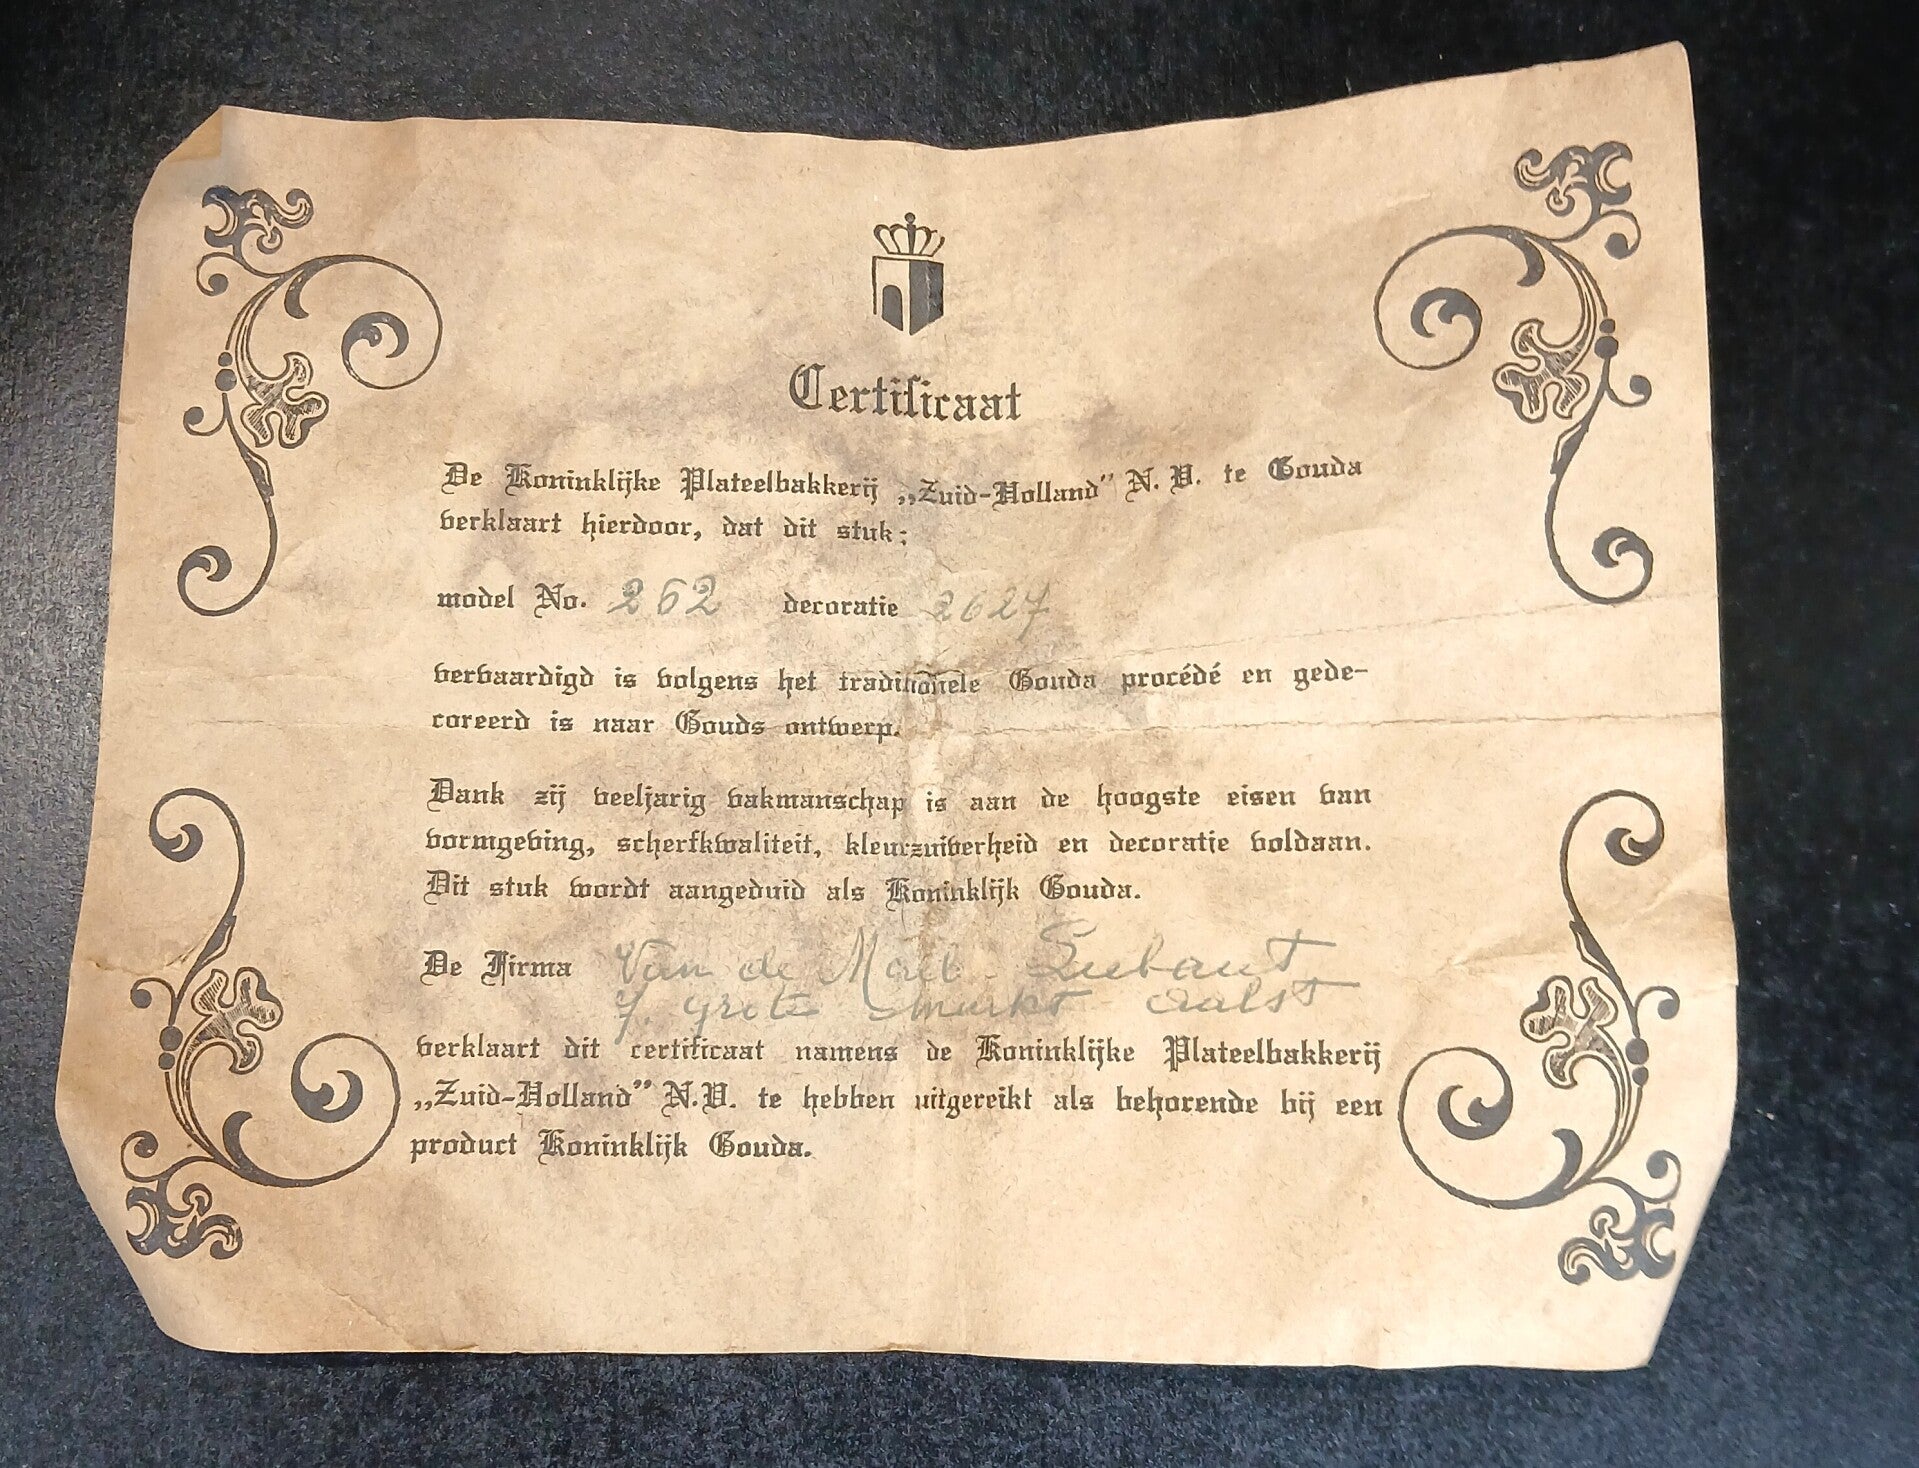 Certificaat
De Koninklijke Plateelbakkerij „Zuid-Holland” N.V. te Gouda
verklaart hierdoor, dat dit stuk:
model No. 262 decoratie 2627
vervaardigd is volgens het traditionele Gouda procédé en gede-
coreerd is naar Gouds ontwerp.
Dank zij veeljarig vakmanschap is aan de hoogste eisen van
vormgeving, scherfkwaliteit, kleurzuiverheid en decoratie voldaan.
Dit stuk wordt aangeduid als Koninklijk Gouda.
De Firma Van de
grote markt aalst
verklaart dit certificaat namens de Koninklijke Plateelbakkerij
„Zuid-Holland” N.V. te hebben uitgereikt als behorende bij een
product Koninklijk Gouda.